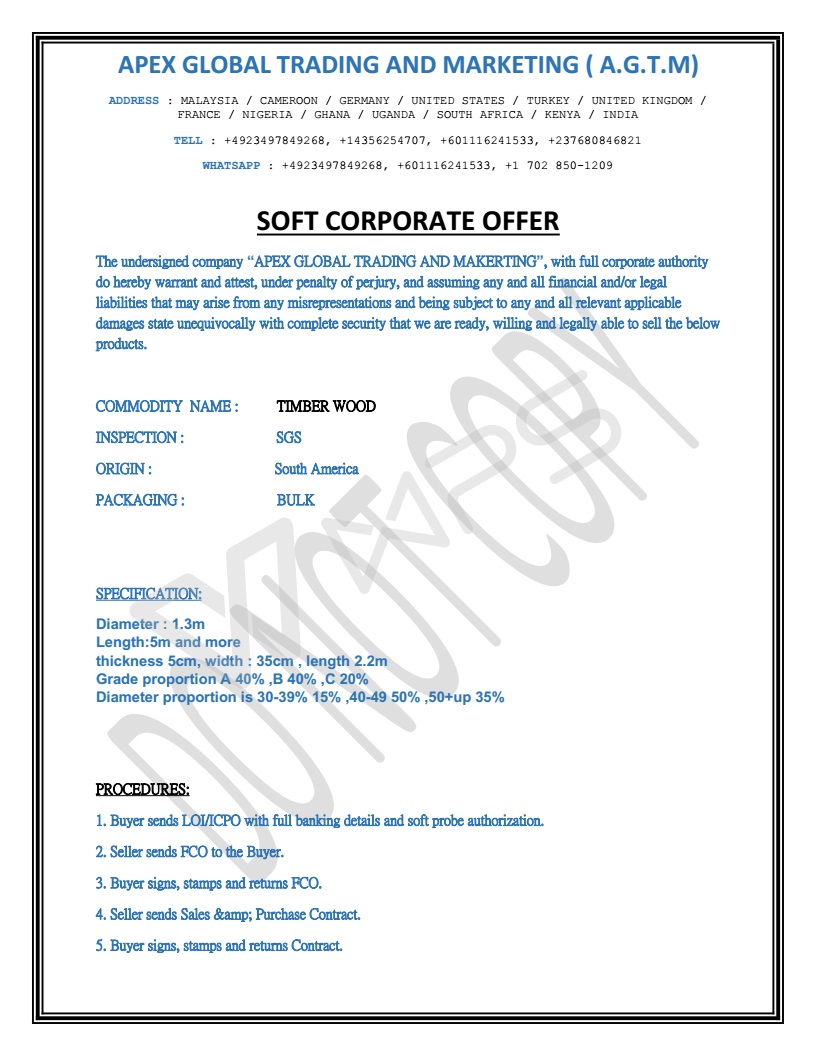 APEX GLOBAL TRADING AND MARKETING ( A.G.T.M)
ADDRESS : MALAYSIA / CAMEROON / GERMANY / UNITED STATES / TURKEY / UNITED KINGDOM /
FRANCE / NIGERIA / GHANA / UGANDA / SOUTH AFRICA / KENYA / INDIA
TELL : +4923497849268, +14356254707, +601116241533, +237680846821
WHATSAPP : +4923497849268, +601116241533, +1 702 850-1209
SOFT CORPORATE OFFER
The undersigned company “APEX GLOBAL TRADING AND MAKERTING”, with full corporate authority
do hereby warrant and attest, under penalty of perjury, and assuming any and all financial and/or legal
liabilities that may arise from any misrepresentations and being subject to any and all relevant applicable
damages state unequivocally with complete security that we are ready, willing and legally able to sell the below
products.
COMMODITY NAME : TIMBER WOOD
INSPECTION : SGS
ORIGIN : South America
PACKAGING : BULK
SPECIFICATION:
Diameter : 1.3m
Length:5m and more
thickness 5cm, width : 35cm , length 2.2m
Grade proportion A 40% ,B 40% ,C 20%
Diameter proportion is 30-39% 15% ,40-49 50% ,50+up 35%
PROCEDURES:
1. Buyer sends LOI/ICPO with full banking details and soft probe authorization.
2. Seller sends FCO to the Buyer.
3. Buyer signs, stamps and returns FCO.
4. Seller sends Sales &amp; Purchase Contract.
5. Buyer signs, stamps and returns Contract.
DO NOT COPY
WPS